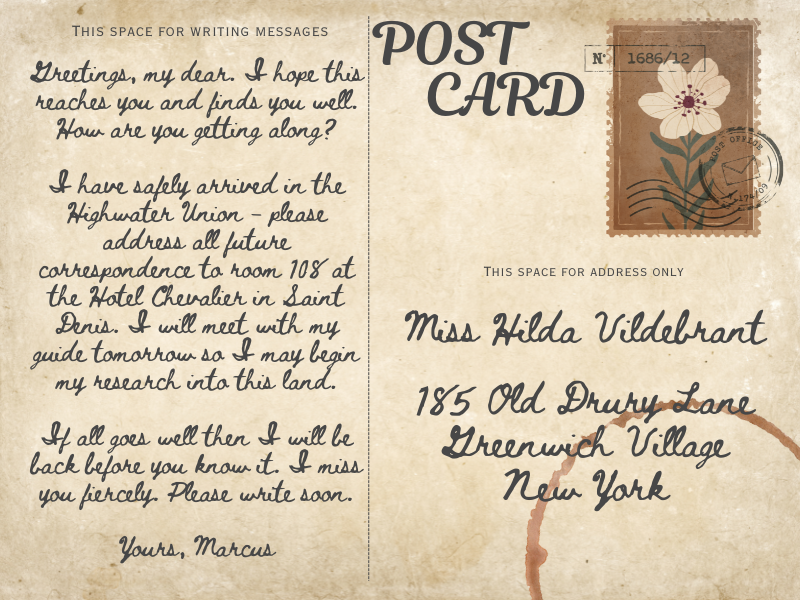 THIS SPACE FOR WRITING MESSAGES
Greetings, my dear. I hope this
reaches you and finds you well.
How are you getting along?
I have safely arrived in the
Highwater Union – please
address all future
correspondence to room 108 at
the Hotel Chevalier in Saint
Denis. I will meet with my
guide tomorrow so I may begin
my research into this land.
If all goes well then I will be
back before you know it. I miss
you fiercely. Please write soon.
Yours, Marcus
POST
CARD
N° 1686/12
POST OFFICE
THIS SPACE FOR ADDRESS ONLY
Miss Hilda Vildebrant
185 Old Drury Lane
Greenwich Village
New York